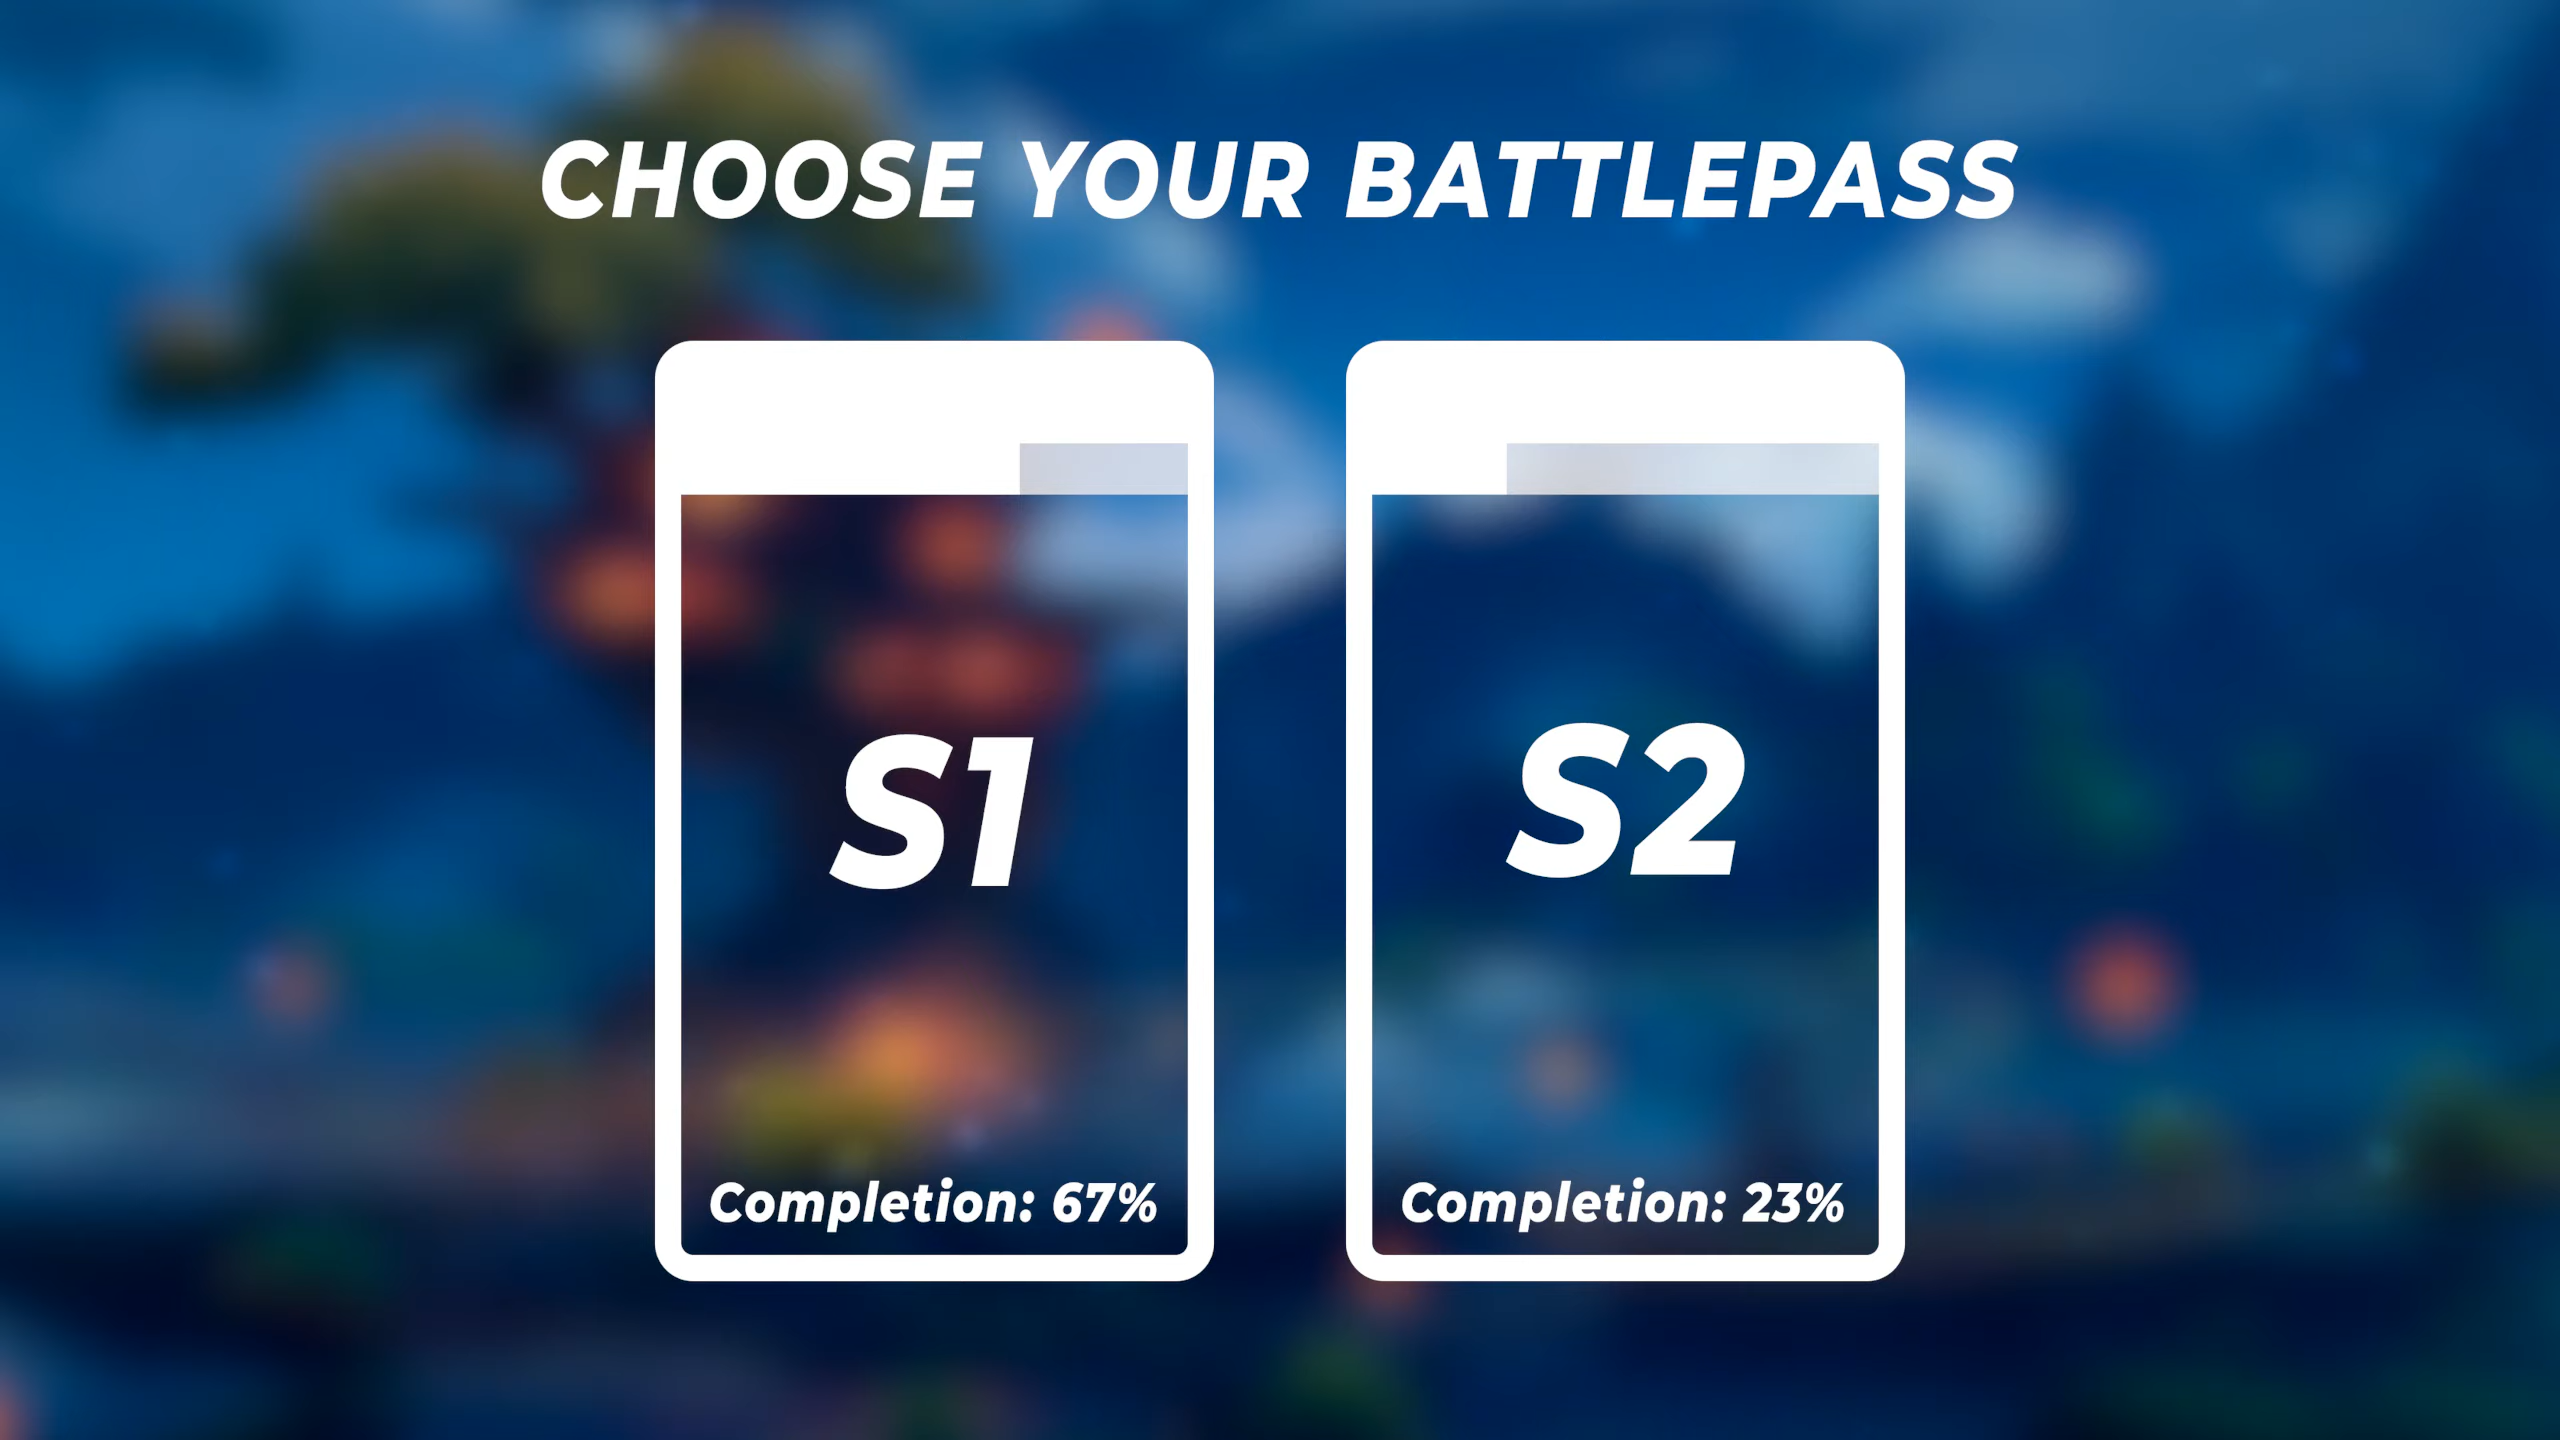 CHOOSE YOUR BATTLEPASS
S1
Completion: 67%
S2
Completion: 23%